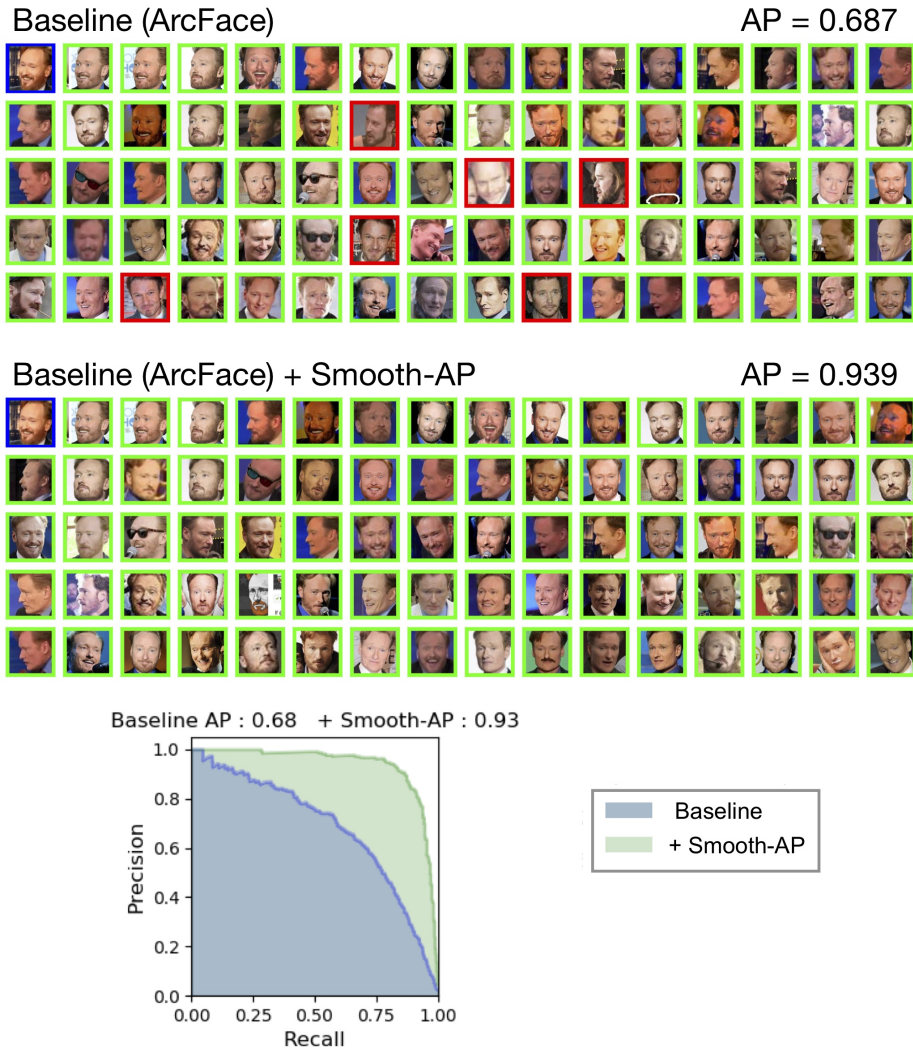 Baseline (ArcFace) AP = 0.687
Baseline (ArcFace) + Smooth-AP AP = 0.939
Baseline AP : 0.68 + Smooth-AP : 0.93
1.0
0.8
0.6
0.4
0.2
0.0
Precision
0.00 0.25 0.50 0.75 1.00
Recall
Baseline
+ Smooth-AP